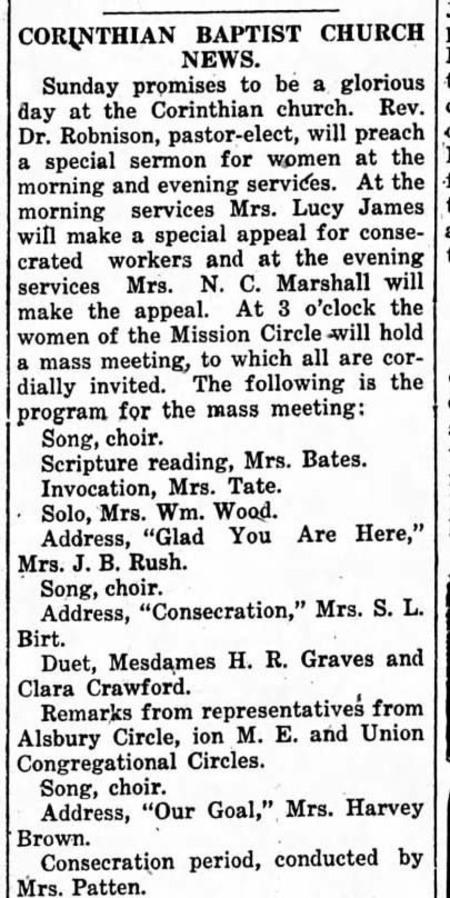 CORINTHIAN BAPTIST CHURCH
NEWS.
Sunday promises to be a glorious
day at the Corinthian church. Rev.
Dr. Robnison, pastor-elect, will preach
a special sermon for women at the
morning and evening services. At the
morning services Mrs. Lucy James
will make a special appeal for conse-
crated workers and at the evening
services Mrs. N. C. Marshall will
make the appeal. At 3 o'clock the
women of the Mission Circle will hold
a mass meeting, to which all are cor-
dially invited. The following is the
program for the mass meeting:
Song, choir.
Scripture reading, Mrs. Bates.
Invocation, Mrs. Tate.
Solo, Mrs. Wm. Wood.
Address, "Glad You Are Here,"
Mrs. J. B. Rush.
Song, choir.
Address, "Consecration," Mrs. S. L.
Birt.
Duet, Mesdames H. R. Graves and
Clara Crawford.
Remarks from representatives from
Alsbury Circle, ion M. E. and Union
Congregational Circles.
Song, choir.
Address, "Our Goal," Mrs. Harvey
Brown.
Consecration period, conducted by
Mrs. Patten.